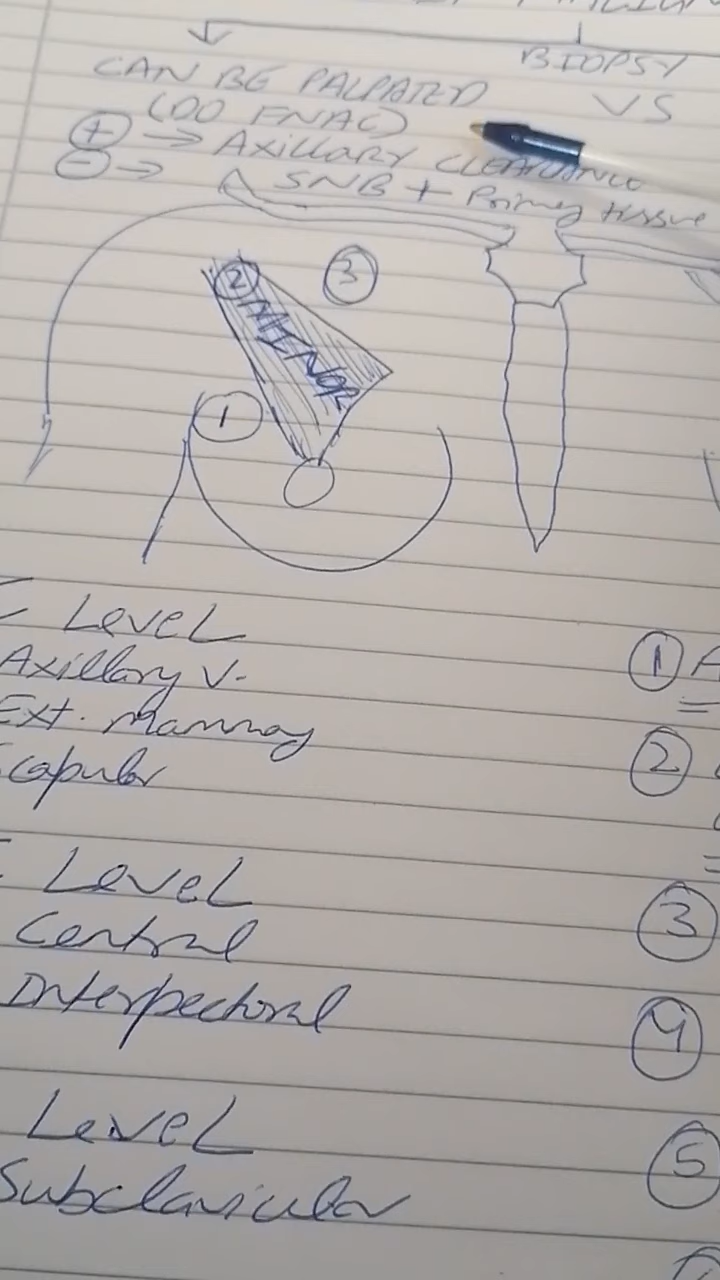 BIOPSY
VS
CAN BE PALPATED
(DO FNAC)
⊕ → AXILLARY CLEARANCE
⊖ → SNB + Primary tissue
② MINOR
③
①
LEVEL
Axillary V.
Ext. mammary
Scapular
LEVEL
Central
Interpectoral
LEVEL
Subclavicular
① A
=
②
=
③
④
⑤